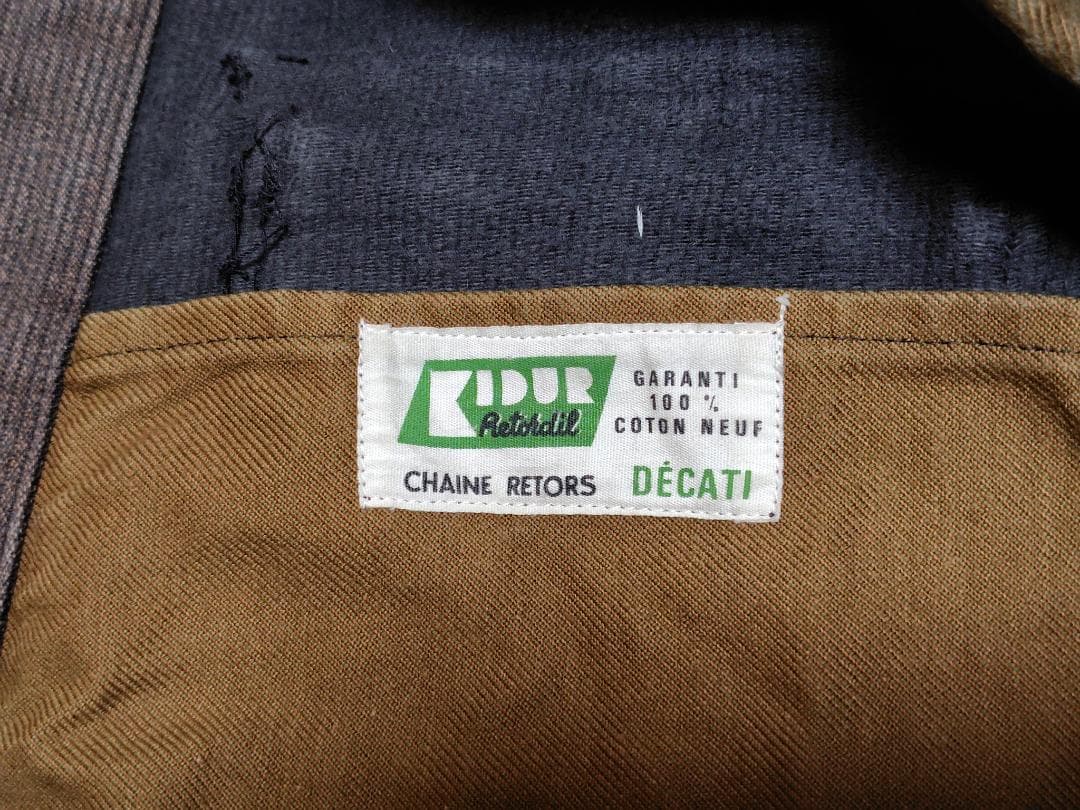 KIDUR
Retordil
GARANTI
100 %
COTON NEUF
CHAINE RETORS
DÉCATI